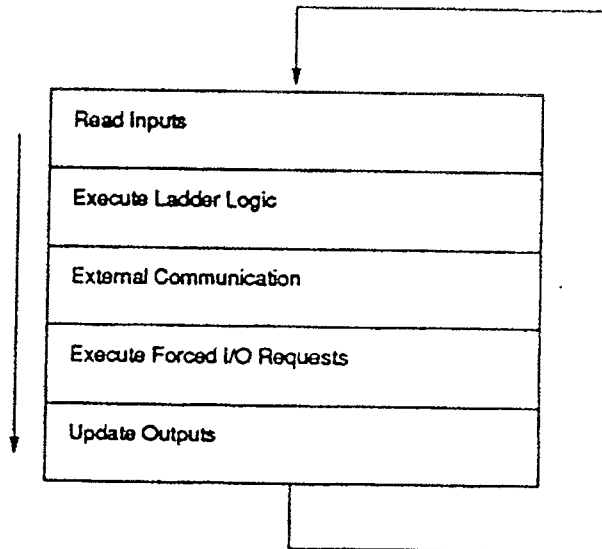 Read Inputs
Execute Ladder Logic
External Communication
Execute Forced I/O Requests
Update Outputs